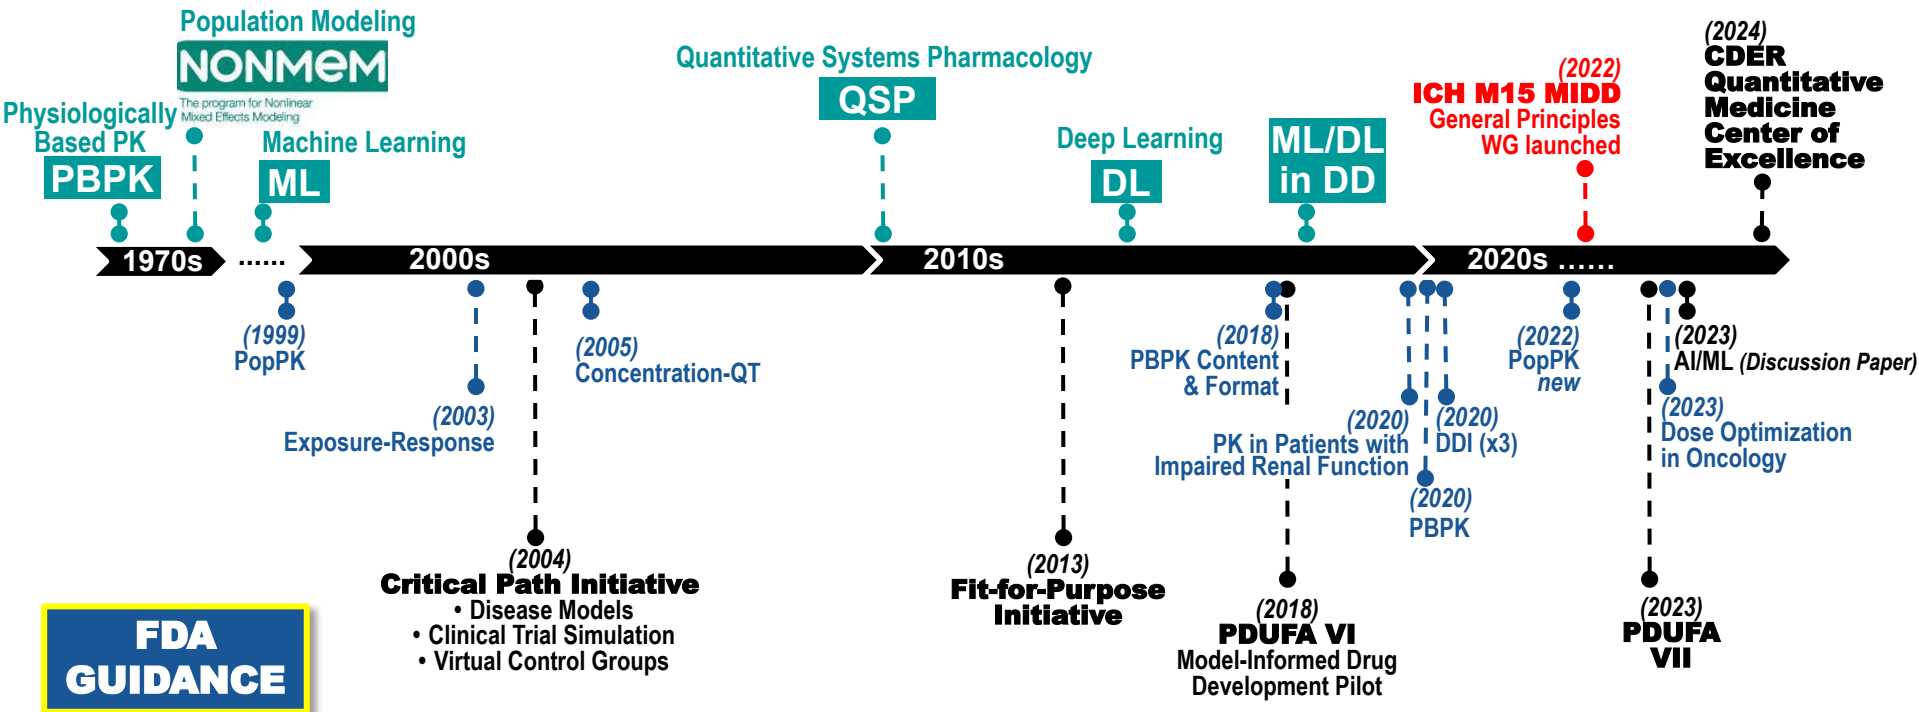 Population Modeling
NONMEM
The program for Nonlinear
Mixed Effects Modeling
Physiologically
Based PK
PBPK
Machine Learning
ML
Quantitative Systems Pharmacology
QSP
Deep Learning
DL
ML/DL
in DD
(2022)
ICH M15 MIDD
General Principles
WG launched
(2024)
CDER
Quantitative
Medicine
Center of
Excellence
1970s
......
2000s
2010s
2020s ......
(1999)
PopPK
(2003)
Exposure-Response
(2005)
Concentration-QT
(2004)
Critical Path Initiative
• Disease Models
• Clinical Trial Simulation
• Virtual Control Groups
(2013)
Fit-for-Purpose
Initiative
(2018)
PBPK Content
& Format
(2018)
PDUFA VI
Model-Informed Drug
Development Pilot
(2020)
PK in Patients with
Impaired Renal Function
(2020)
DDI (x3)
(2020)
PBPK
(2022)
PopPK
new
(2023)
AI/ML (Discussion Paper)
(2023)
Dose Optimization
in Oncology
(2023)
PDUFA
VII
FDA
GUIDANCE